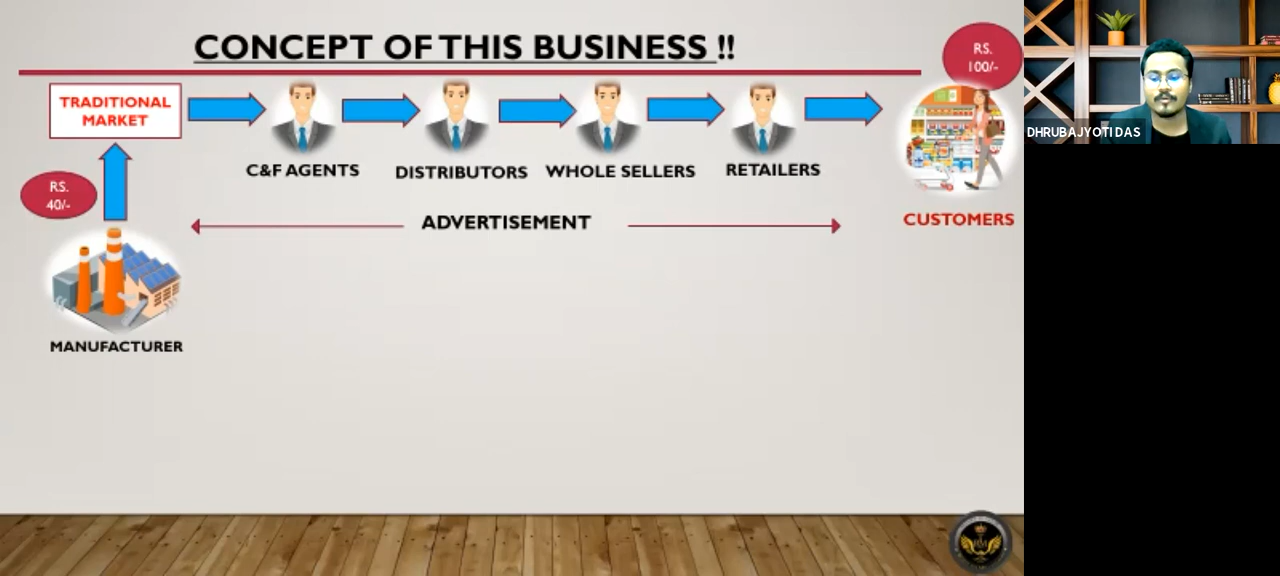 CONCEPT OF THIS BUSINESS !!
RS.
100/-
DHRUBAJYOTI DAS
TRADITIONAL
MARKET
C&F AGENTS
DISTRIBUTORS
WHOLE SELLERS
RETAILERS
RS.
40/-
ADVERTISEMENT
CUSTOMERS
MANUFACTURER